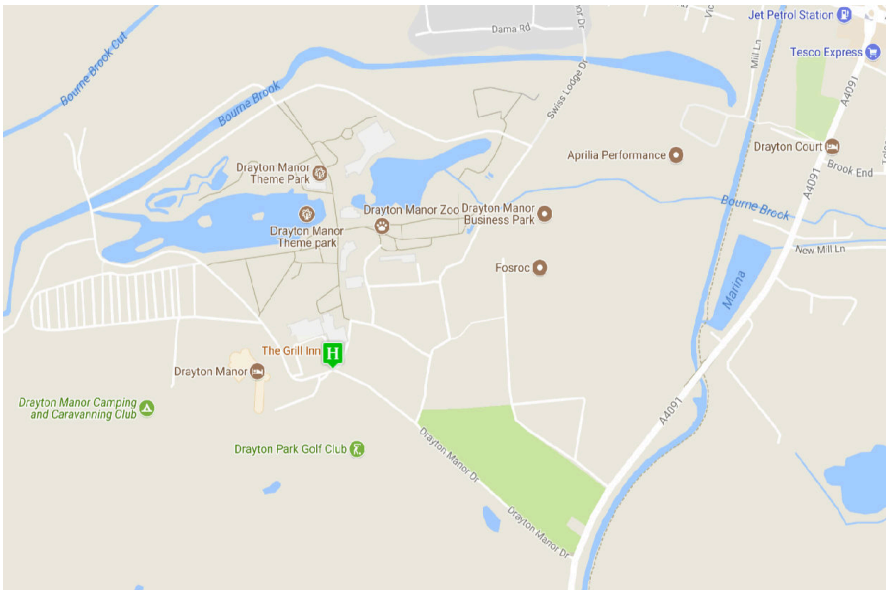 Jet Petrol Station
Dama Rd
Mill Ln
Tesco Express
Bourne Brook Cut
Swiss Lodge Dr
A4091
Bourne Brook
Drayton Court
Aprilia Performance
Drayton Manor
Theme Park
Brook End
A4091
Drayton Manor
Theme park
Drayton Manor Zoo
Drayton Manor
Business Park
Bourne Brook
New Mill Ln
Fosroc
Marina
The Grill Inn
H
Drayton Manor
Drayton Manor Camping
and Caravanning Club
A4091
Drayton Park Golf Club
Drayton Manor Dr
Drayton Manor Dr